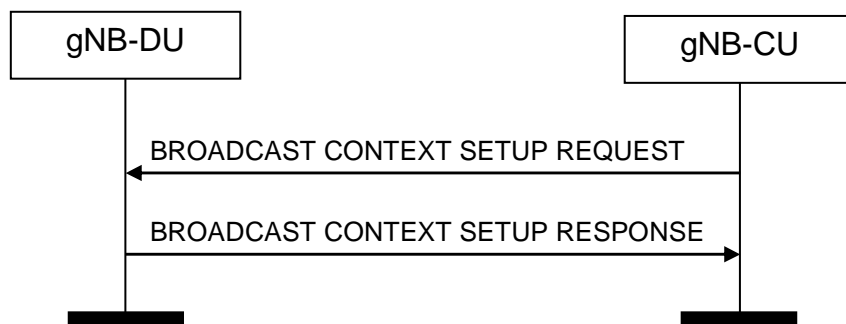 gNB-DU
gNB-CU
BROADCAST CONTEXT SETUP REQUEST
BROADCAST CONTEXT SETUP RESPONSE